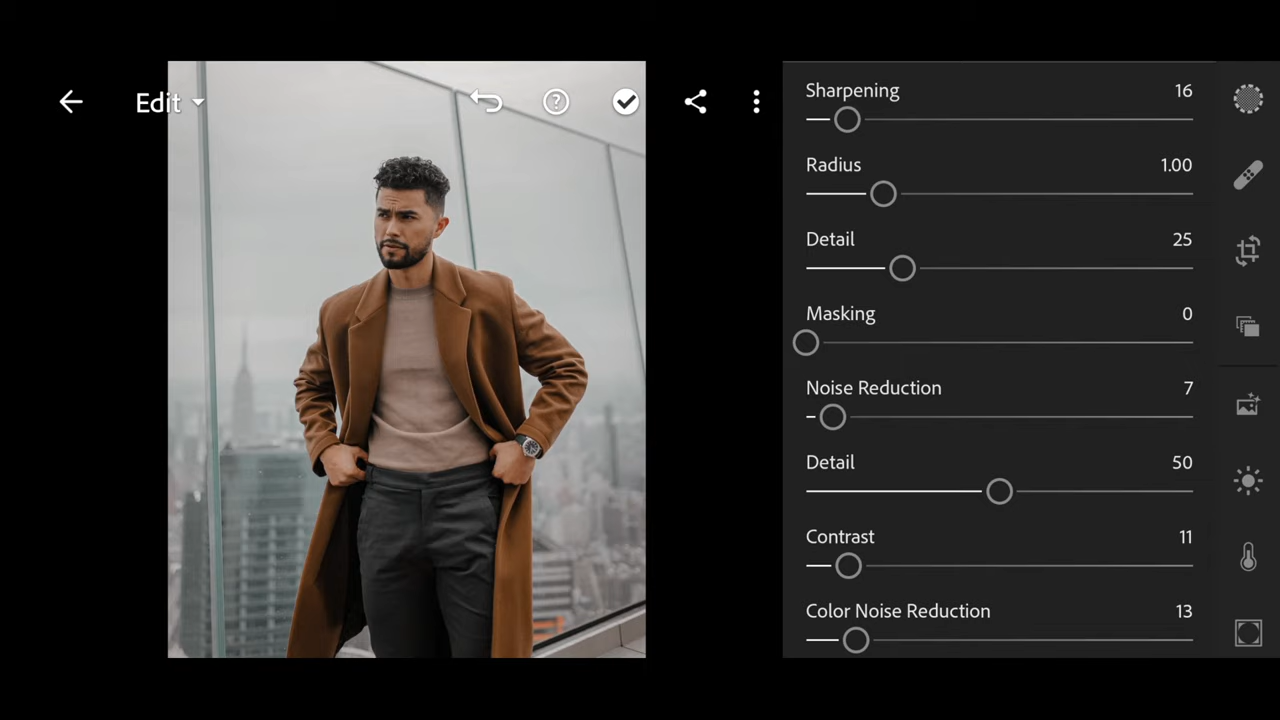 Edit
Sharpening 16
Radius 1.00
Detail 25
Masking 0
Noise Reduction 7
Detail 50
Contrast 11
Color Noise Reduction 13